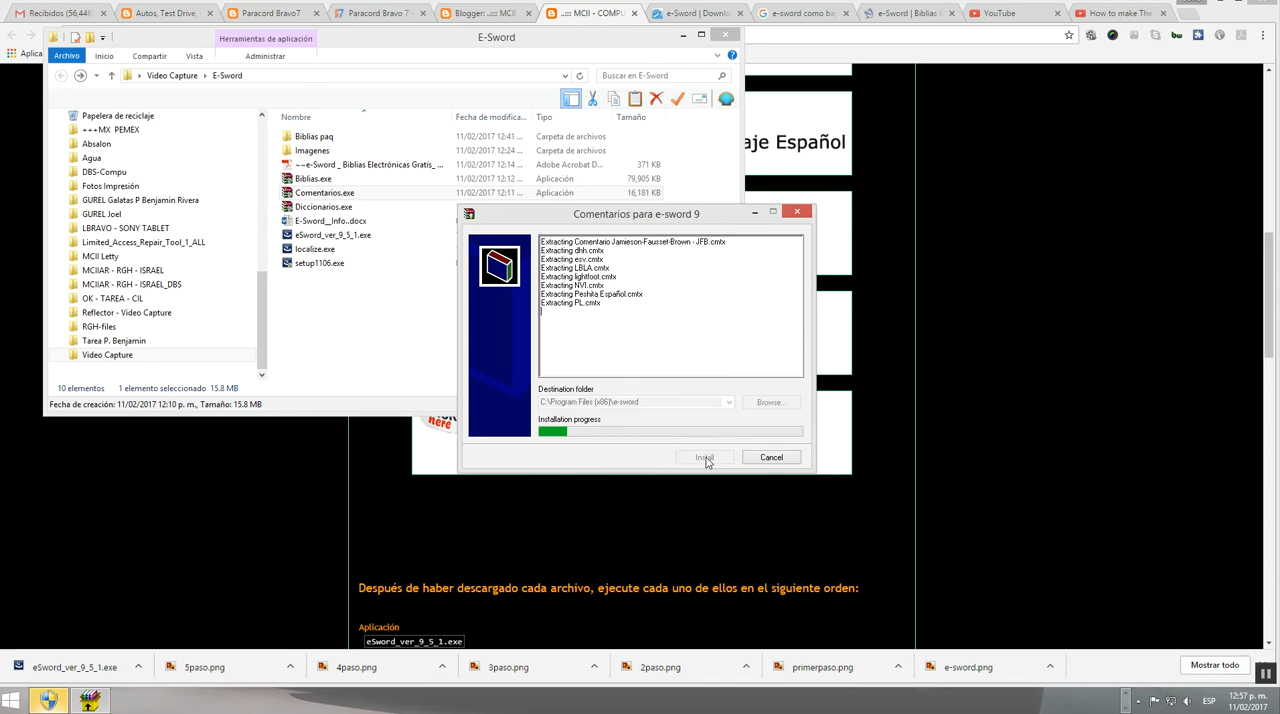 Recibidos (56,446)
Autos, Test Drive,
Paracord Bravo7
Paracord Bravo 7 -
Blogger: ..::: MCII
..::: MCII - COMPU
e-Sword | Downlo
e-sword como baj
e-Sword | Biblias E
YouTube
How to make The
Aplica
Herramientas de aplicación
E-Sword
Archivo
Inicio
Compartir
Vista
Administrar
Video Capture
E-Sword
Buscar en E-Sword
Papelera de reciclaje
+++MX PEMEX
Absalon
Agua
DBS-Compu
Fotos Impresión
GUREL Galatas P Benjamin Rivera
GUREL Joel
LBRAVO - SONY TABLET
Limited_Access_Repair_Tool_1_ALL
MCII Letty
MCIIAR - RGH - ISRAEL
MCIIAR - RGH - ISRAEL_DBS
OK - TAREA - CIL
Reflector - Video Capture
RGH-files
Tarea P. Benjamin
Video Capture
Nombre Fecha de modifica... Tipo Tamaño
Biblias paq 11/02/2017 12:41 ... Carpeta de archivos
Imagenes 11/02/2017 12:24 ... Carpeta de archivos
~~e-Sword _ Biblias Electrónicas Gratis_ ... 11/02/2017 12:14 ... Adobe Acrobat D... 371 KB
Biblias.exe 11/02/2017 12:12 ... Aplicación 79,905 KB
Comentarios.exe 11/02/2017 12:11 ... Aplicación 16,181 KB
Diccionarios.exe
E-Sword__Info..docx
eSword_ver_9_5_1.exe
localize.exe
setup1106.exe
10 elementos 1 elemento seleccionado 15.8 MB
Fecha de creación: 11/02/2017 12:10 p. m., Tamaño: 15.8 MB
aje Español
Comentarios para e-sword 9
Extracting Comentario Jamieson-Fausset-Brown - JFB.cmtx
Extracting dhh.cmtx
Extracting esv.cmtx
Extracting LBLA.cmtx
Extracting lightfoot.cmtx
Extracting NVI.cmtx
Extracting Peshita Español.cmtx
Extracting PL.cmtx
Destination folder
C:\Program Files (x86)\e-sword
Browse...
Installation progress
Install
Cancel
here
Después de haber descargado cada archivo, ejecute cada uno de ellos en el siguiente orden:
Aplicación
eSword_ver_9_5_1.exe
eSword_ver_9_5_1.exe
5paso.png
4paso.png
3paso.png
2paso.png
primerpaso.png
e-sword.png
Mostrar todo
ESP
12:57 p. m.
11/02/2017